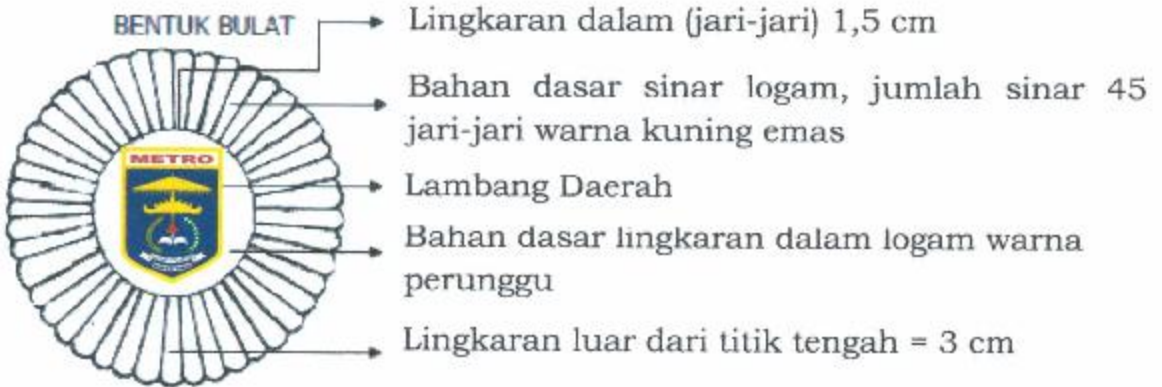 BENTUK BULAT
Lingkaran dalam (jari-jari) 1,5 cm
Bahan dasar sinar logam, jumlah sinar 45
jari-jari warna kuning emas
METRO
Lambang Daerah
Bahan dasar lingkaran dalam logam warna
perunggu
Lingkaran luar dari titik tengah = 3 cm